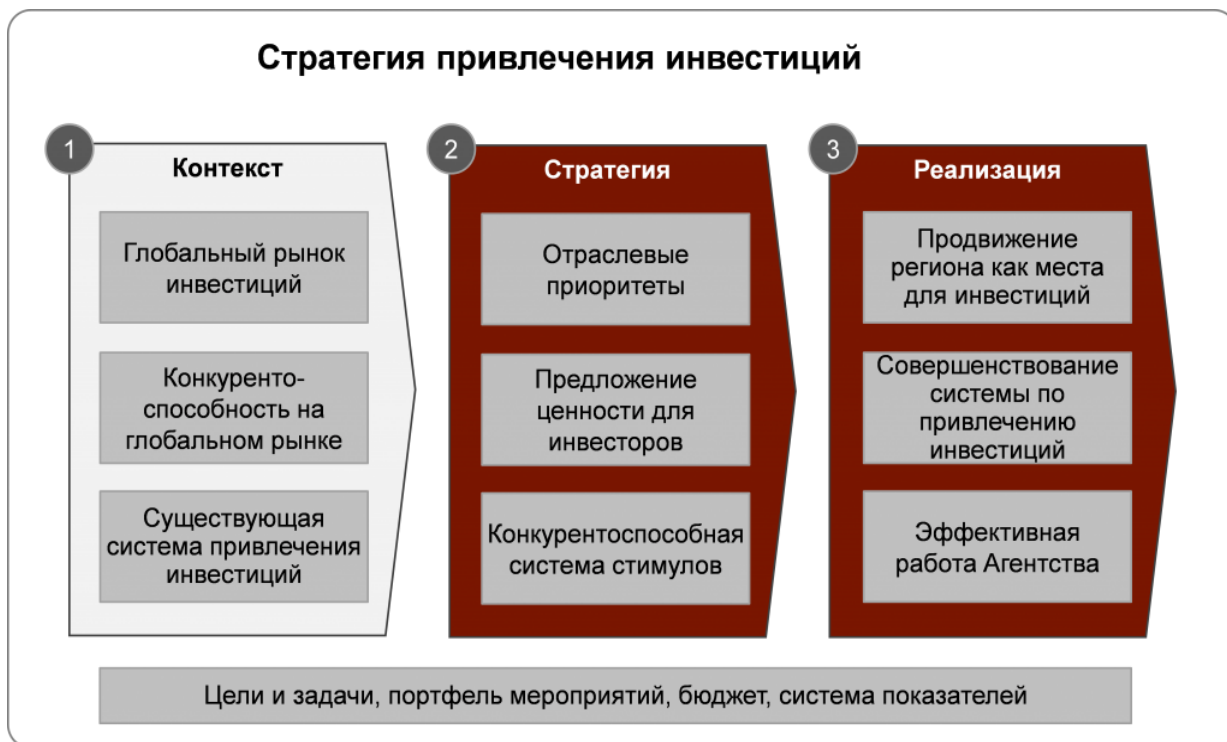 Стратегия привлечения инвестиций
1
Контекст
Глобальный рынок
инвестиций
Конкуренто-
способность на
глобальном рынке
Существующая
система привлечения
инвестиций
2
Стратегия
Отраслевые
приоритеты
Предложение
ценности для
инвесторов
Конкурентоспособная
система стимулов
3
Реализация
Продвижение
региона как места
для инвестиций
Совершенствование
системы по
привлечению
инвестиций
Эффективная
работа Агентства
Цели и задачи, портфель мероприятий, бюджет, система показателей